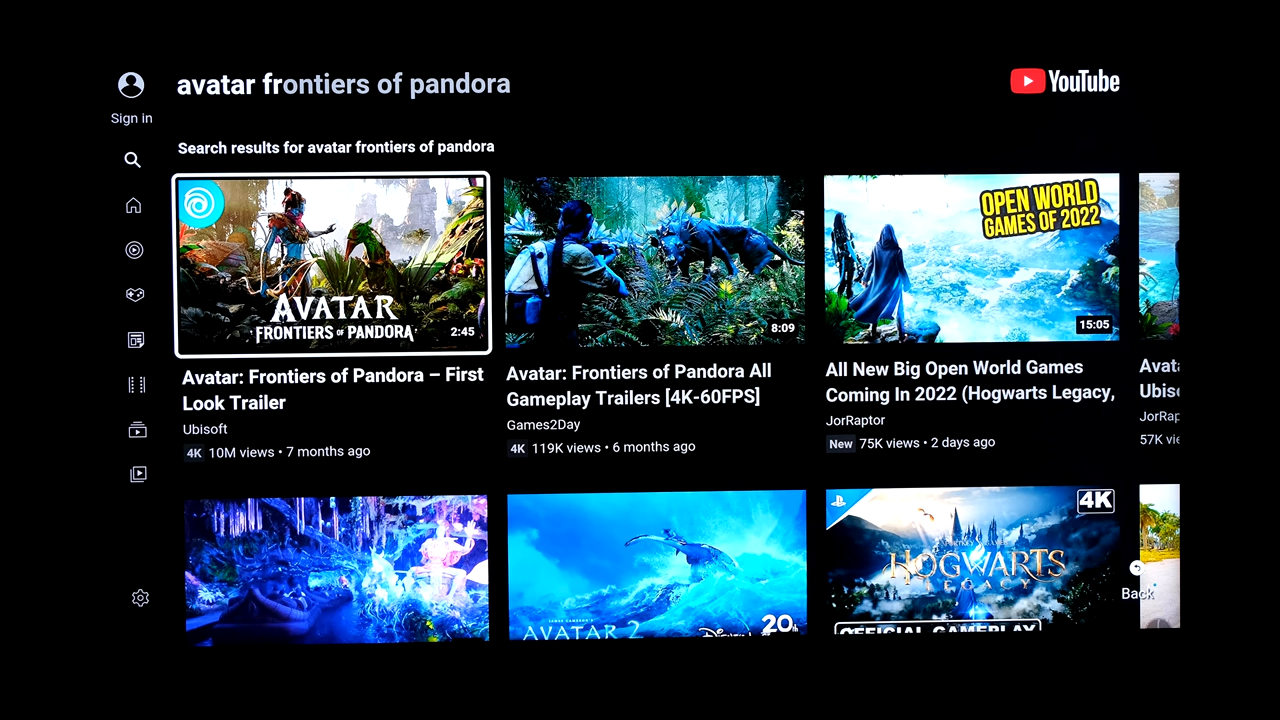 avatar frontiers of pandora
YouTube
Sign in
Search results for avatar frontiers of pandora
AVATAR
FRONTIERS OF PANDORA
2:45
8:09
OPEN WORLD
GAMES OF 2022
15:05
Avatar: Frontiers of Pandora – First
Look Trailer
Ubisoft
4K 10M views • 7 months ago
Avatar: Frontiers of Pandora All
Gameplay Trailers [4K-60FPS]
Games2Day
4K 119K views • 6 months ago
All New Big Open World Games
Coming In 2022 (Hogwarts Legacy,
JorRaptor
New 75K views • 2 days ago
JAMES CAMERON'S
AVATAR 2
20th
4K
HOGWARTS
LEGACY
OFFICIAL GAMEPLAY
Back